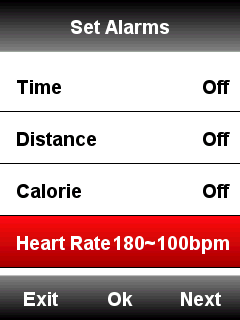 Set Alarms
Time Off
Distance Off
Calorie Off
Heart Rate180~100bpm
Exit Ok Next